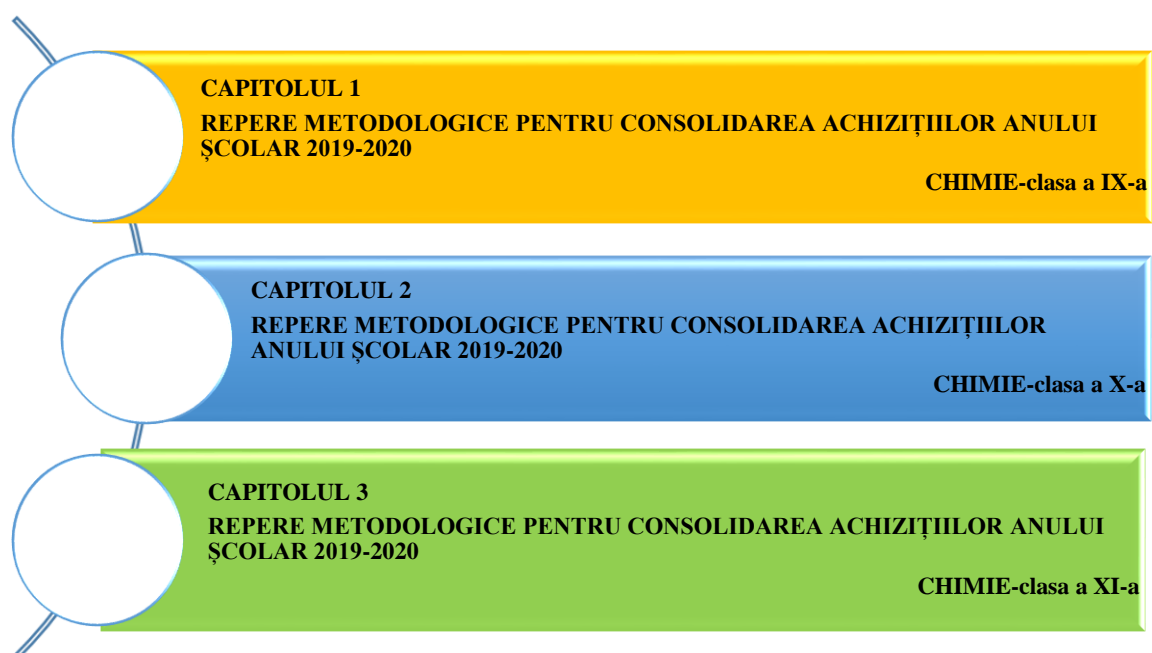 CAPITOLUL 1
REPERE METODOLOGICE PENTRU CONSOLIDAREA ACHIZIȚIILOR ANULUI
ȘCOLAR 2019-2020
CHIMIE-clasa a IX-a
CAPITOLUL 2
REPERE METODOLOGICE PENTRU CONSOLIDAREA ACHIZIȚIILOR
ANULUI ȘCOLAR 2019-2020
CHIMIE-clasa a X-a
CAPITOLUL 3
REPERE METODOLOGICE PENTRU CONSOLIDAREA ACHIZIȚIILOR ANULUI
ȘCOLAR 2019-2020
CHIMIE-clasa a XI-a